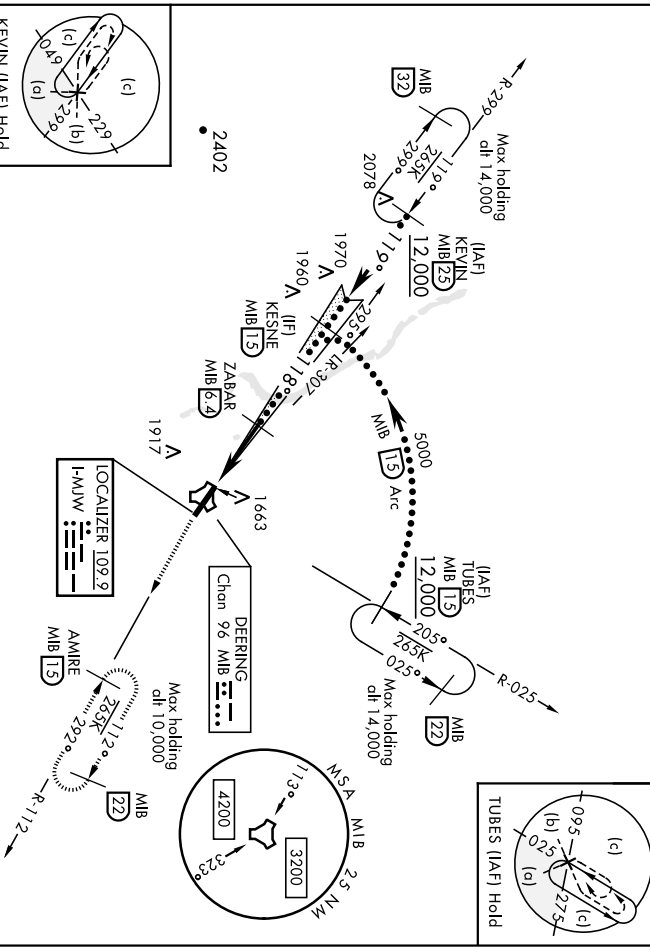 KEVIN (IAF) Hold
(c)
049
(a)
(c)
(b)
299
229
2402
R-299
MIB
32
Max holding
alt 14,000
119°
265K
299°
2078
(IAF)
KEVIN
MIB 25
12,000
119°
1970
1960
(IF)
KESNE
MIB 15
295°
LR-307
118°
ZABAR
MIB 6.4
1917
1663
5000
MIB 15 Arc
(IAF)
TUBES
MIB 15
12,000
205°
265K
025°
R-025
Max holding
alt 14,000
MIB
22
TUBES (IAF) Hold
095
(c)
(b)
025
(a)
(c)
275
LOCALIZER 109.9
I-MJW
DEERING
Chan 96 MIB
AMIRE
MIB 15
Max holding
alt 10,000
265K
112°
292°
MIB
22
R-112
MSA MIB 25 NM
113°
4200
3200
323°